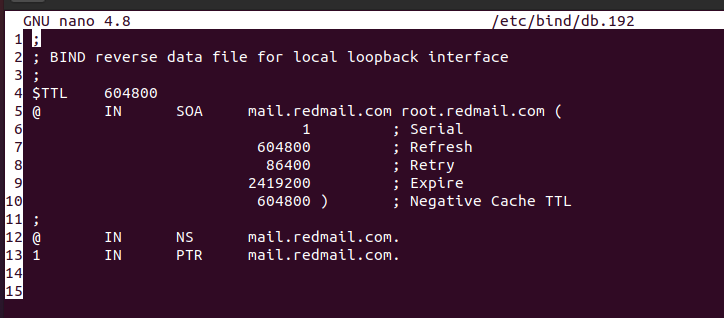 GNU nano 4.8 /etc/bind/db.192
1 ;
2 ; BIND reverse data file for local loopback interface
3 ;
4 $TTL 604800
5 @ IN SOA mail.redmail.com root.redmail.com (
6 1 ; Serial
7 604800 ; Refresh
8 86400 ; Retry
9 2419200 ; Expire
10 604800 ) ; Negative Cache TTL
11 ;
12 @ IN NS mail.redmail.com.
13 1 IN PTR mail.redmail.com.
14
15